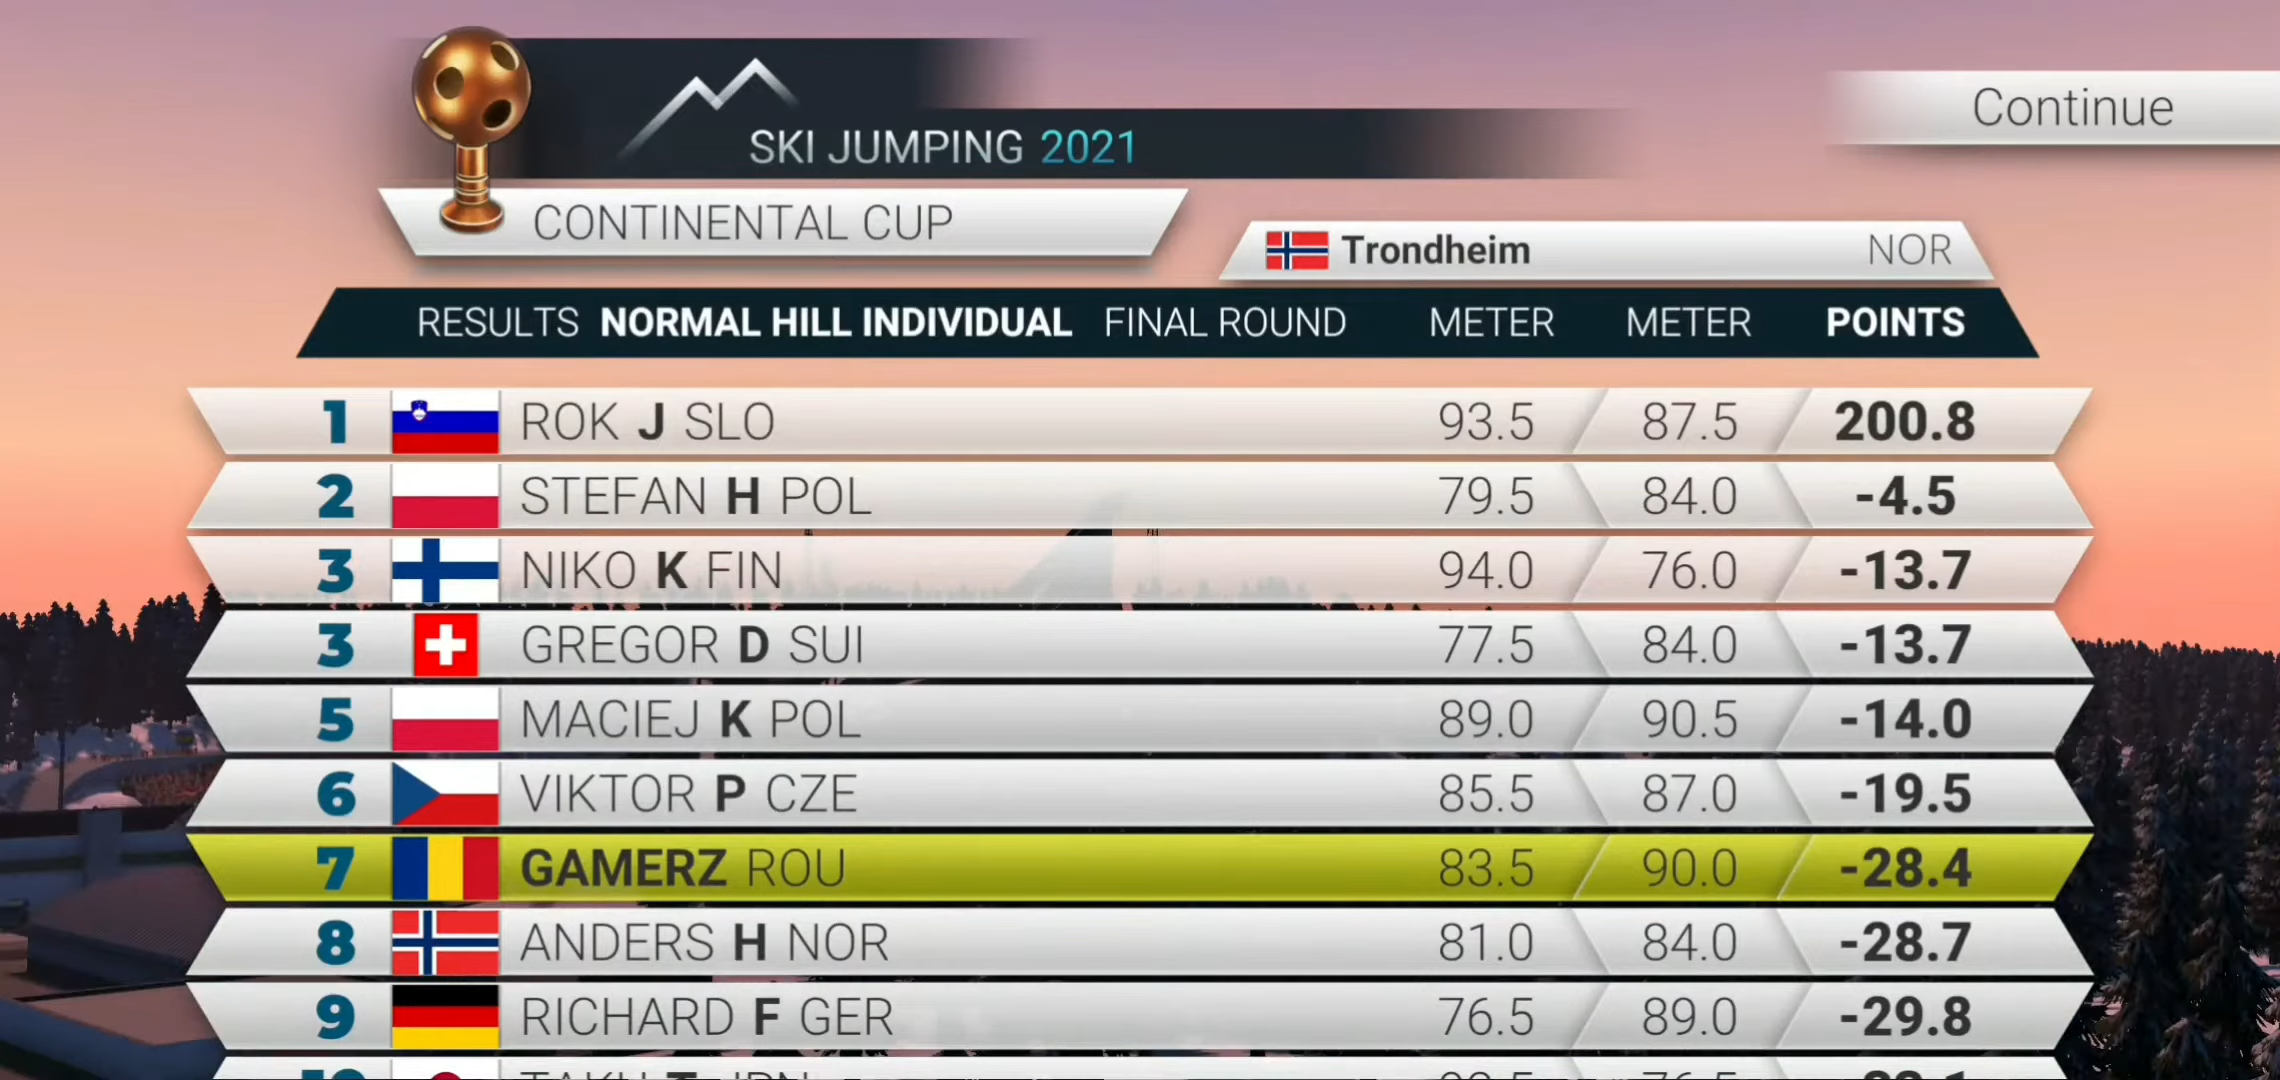 SKI JUMPING 2021
Continue
CONTINENTAL CUP
Trondheim NOR
RESULTS NORMAL HILL INDIVIDUAL FINAL ROUND METER METER POINTS
1 ROK J SLO 93.5 87.5 200.8
2 STEFAN H POL 79.5 84.0 -4.5
3 NIKO K FIN 94.0 76.0 -13.7
3 GREGOR D SUI 77.5 84.0 -13.7
5 MACIEJ K POL 89.0 90.5 -14.0
6 VIKTOR P CZE 85.5 87.0 -19.5
7 GAMERZ ROU 83.5 90.0 -28.4
8 ANDERS H NOR 81.0 84.0 -28.7
9 RICHARD F GER 76.5 89.0 -29.8